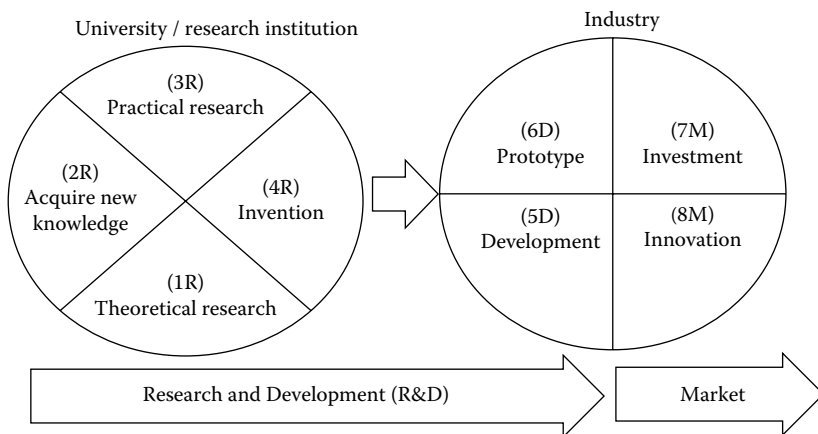 University / research institution
(3R)
Practical research
(2R)
Acquire new
knowledge
(4R)
Invention
(1R)
Theoretical research
Industry
(6D)
Prototype
(7M)
Investment
(5D)
Development
(8M)
Innovation
Research and Development (R&D)
Market